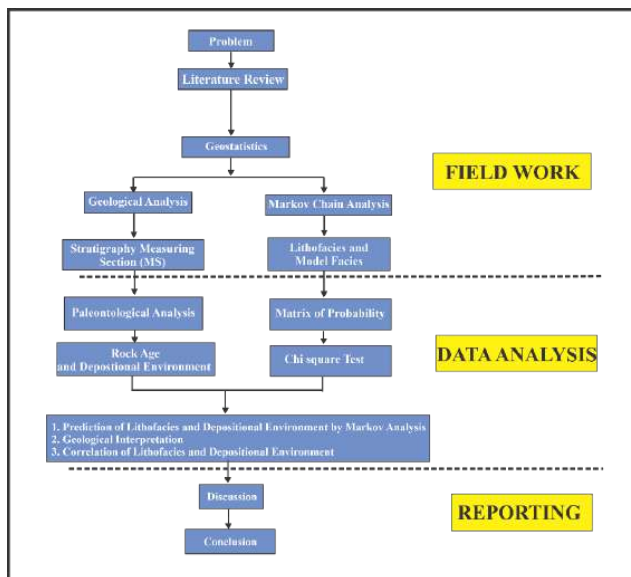 Problem
Literature Review
Geostatistics
FIELD WORK
Geological Analysis
Markov Chain Analysis
Stratigraphy Measuring
Section (MS)
Lithofacies and
Model Facies
Paleontological Analysis
Matrix of Probability
DATA ANALYSIS
Rock Age
and Depostional Environment
Chi square Test
1. Prediction of Lithofacies and Depositional Environment by Markov Analysis
2. Geological Interpretation
3. Correlation of Lithofacies and Depositional Environment
Discussion
REPORTING
Conclusion